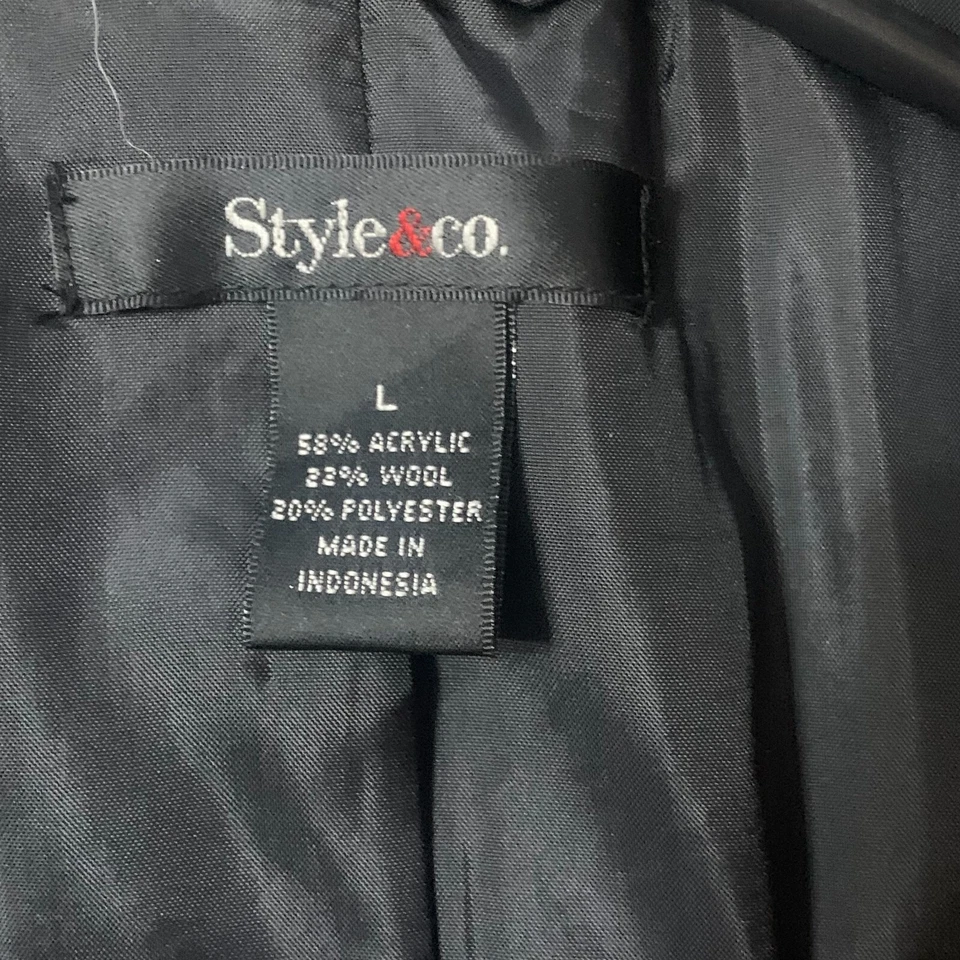 Style&co.
L
58% ACRYLIC
22% WOOL
20% POLYESTER
MADE IN
INDONESIA